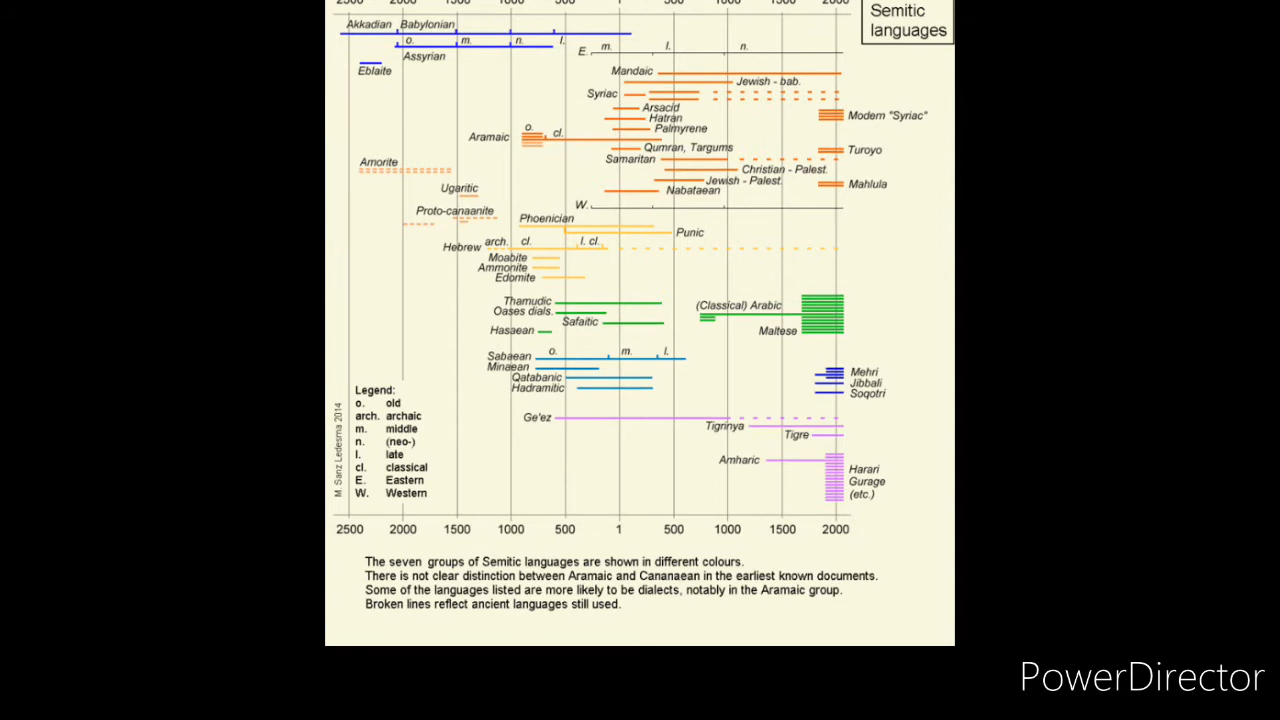 2500 2000 1500 1000 500 1 500 1000 1500 2000
Semitic
languages
Akkadian Babylonian
o. m. n. l.
Assyrian
Eblaite
E. m. l. n.
Mandaic
Jewish - bab.
Syriac
Arsacid
Hatran
Modern "Syriac"
Palmyrene
Aramaic o. cl.
Qumran, Targums
Turoyo
Samaritan
Amorite
Christian - Palest.
Jewish - Palest.
Mahlula
Ugaritic
Nabataean
W.
Proto-canaanite
Phoenician
Punic
Hebrew arch. cl. l. cl.
Moabite
Ammonite
Edomite
Thamudic
(Classical) Arabic
Oases dials.
Safaitic
Hasaean
Maltese
Sabaean o. m. l.
Minaean
Mehri
Qatabanic
Jibbali
Hadramitic
Soqotri
Legend:
o. old
arch. archaic
m. middle
n. (neo-)
l. late
cl. classical
E. Eastern
W. Western
M. Sanz Ledesma 2014
Ge'ez
Tigrinya
Tigre
Amharic
Harari
Gurage
(etc.)
2500 2000 1500 1000 500 1 500 1000 1500 2000
The seven groups of Semitic languages are shown in different colours.
There is not clear distinction between Aramaic and Cananaean in the earliest known documents.
Some of the languages listed are more likely to be dialects, notably in the Aramaic group.
Broken lines reflect ancient languages still used.
PowerDirector